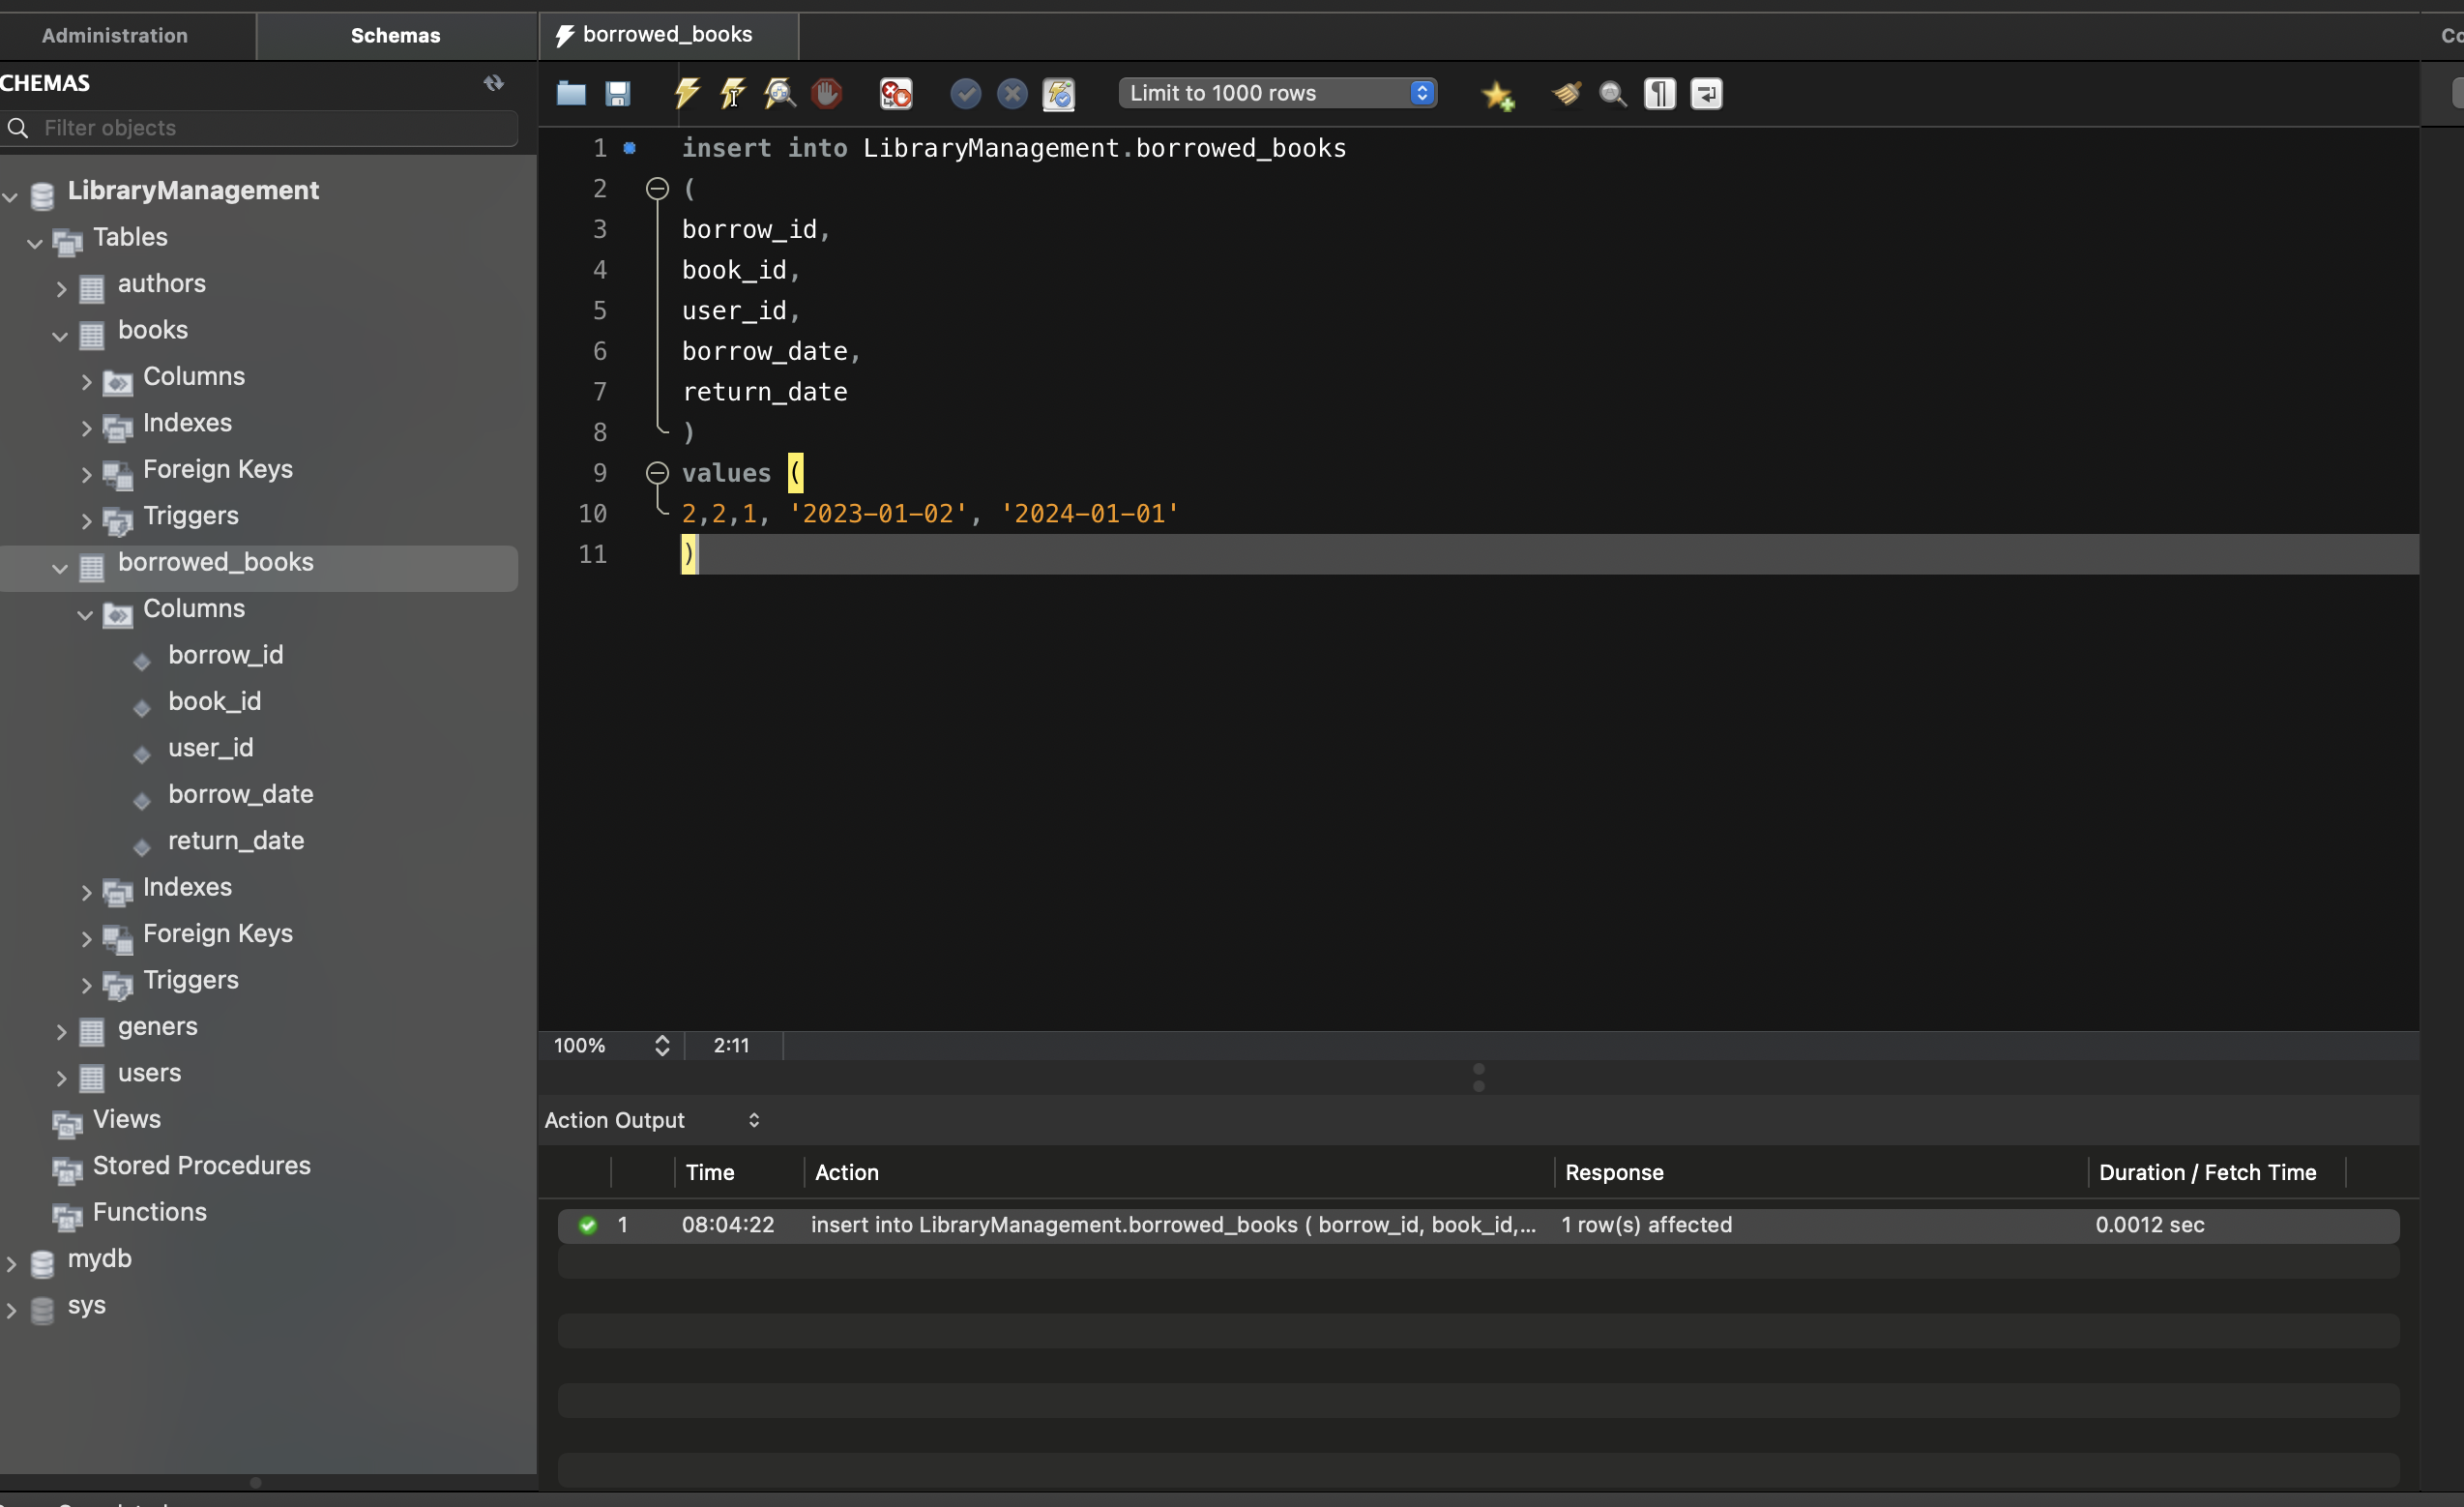 Administration
Schemas
borrowed_books
CHEMAS
Filter objects
Limit to 1000 rows
LibraryManagement
Tables
authors
books
Columns
Indexes
Foreign Keys
Triggers
borrowed_books
Columns
borrow_id
book_id
user_id
borrow_date
return_date
Indexes
Foreign Keys
Triggers
geners
users
Views
Stored Procedures
Functions
mydb
sys
1 insert into LibraryManagement.borrowed_books
2 (
3 borrow_id,
4 book_id,
5 user_id,
6 borrow_date,
7 return_date
8 )
9 values (
10 2,2,1, '2023-01-02', '2024-01-01'
11 )
100% 2:11
Action Output
Time Action Response Duration / Fetch Time
1 08:04:22 insert into LibraryManagement.borrowed_books ( borrow_id, book_id,... 1 row(s) affected 0.0012 sec